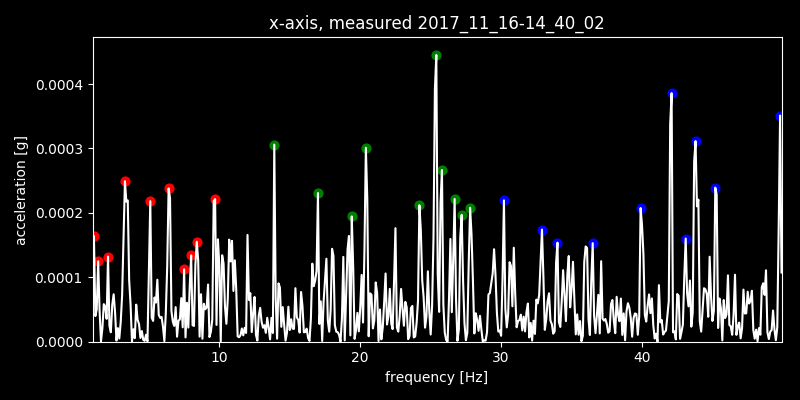 x-axis, measured 2017_11_16-14_40_02
acceleration [g]
0.0004
0.0003
0.0002
0.0001
0.0000
10 20 30 40
frequency [Hz]